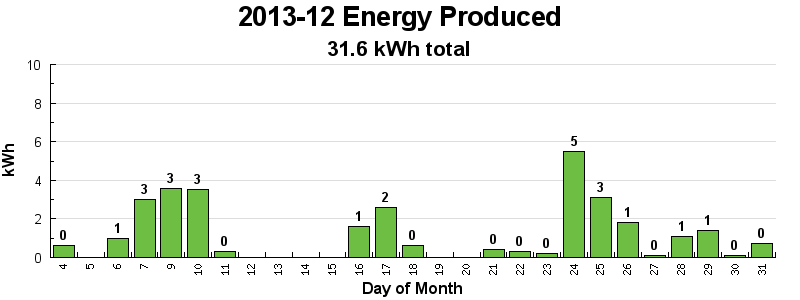 2013-12 Energy Produced
31.6 kWh total
kWh
10
8
6
4
2
0
0 1 3 3 3 0 1 2 0 0 0 0 5 3 1 0 1 1 0 0
4 5 6 7 9 10 11 12 13 14 15 16 17 18 19 20 21 22 23 24 25 26 27 28 29 30 31
Day of Month